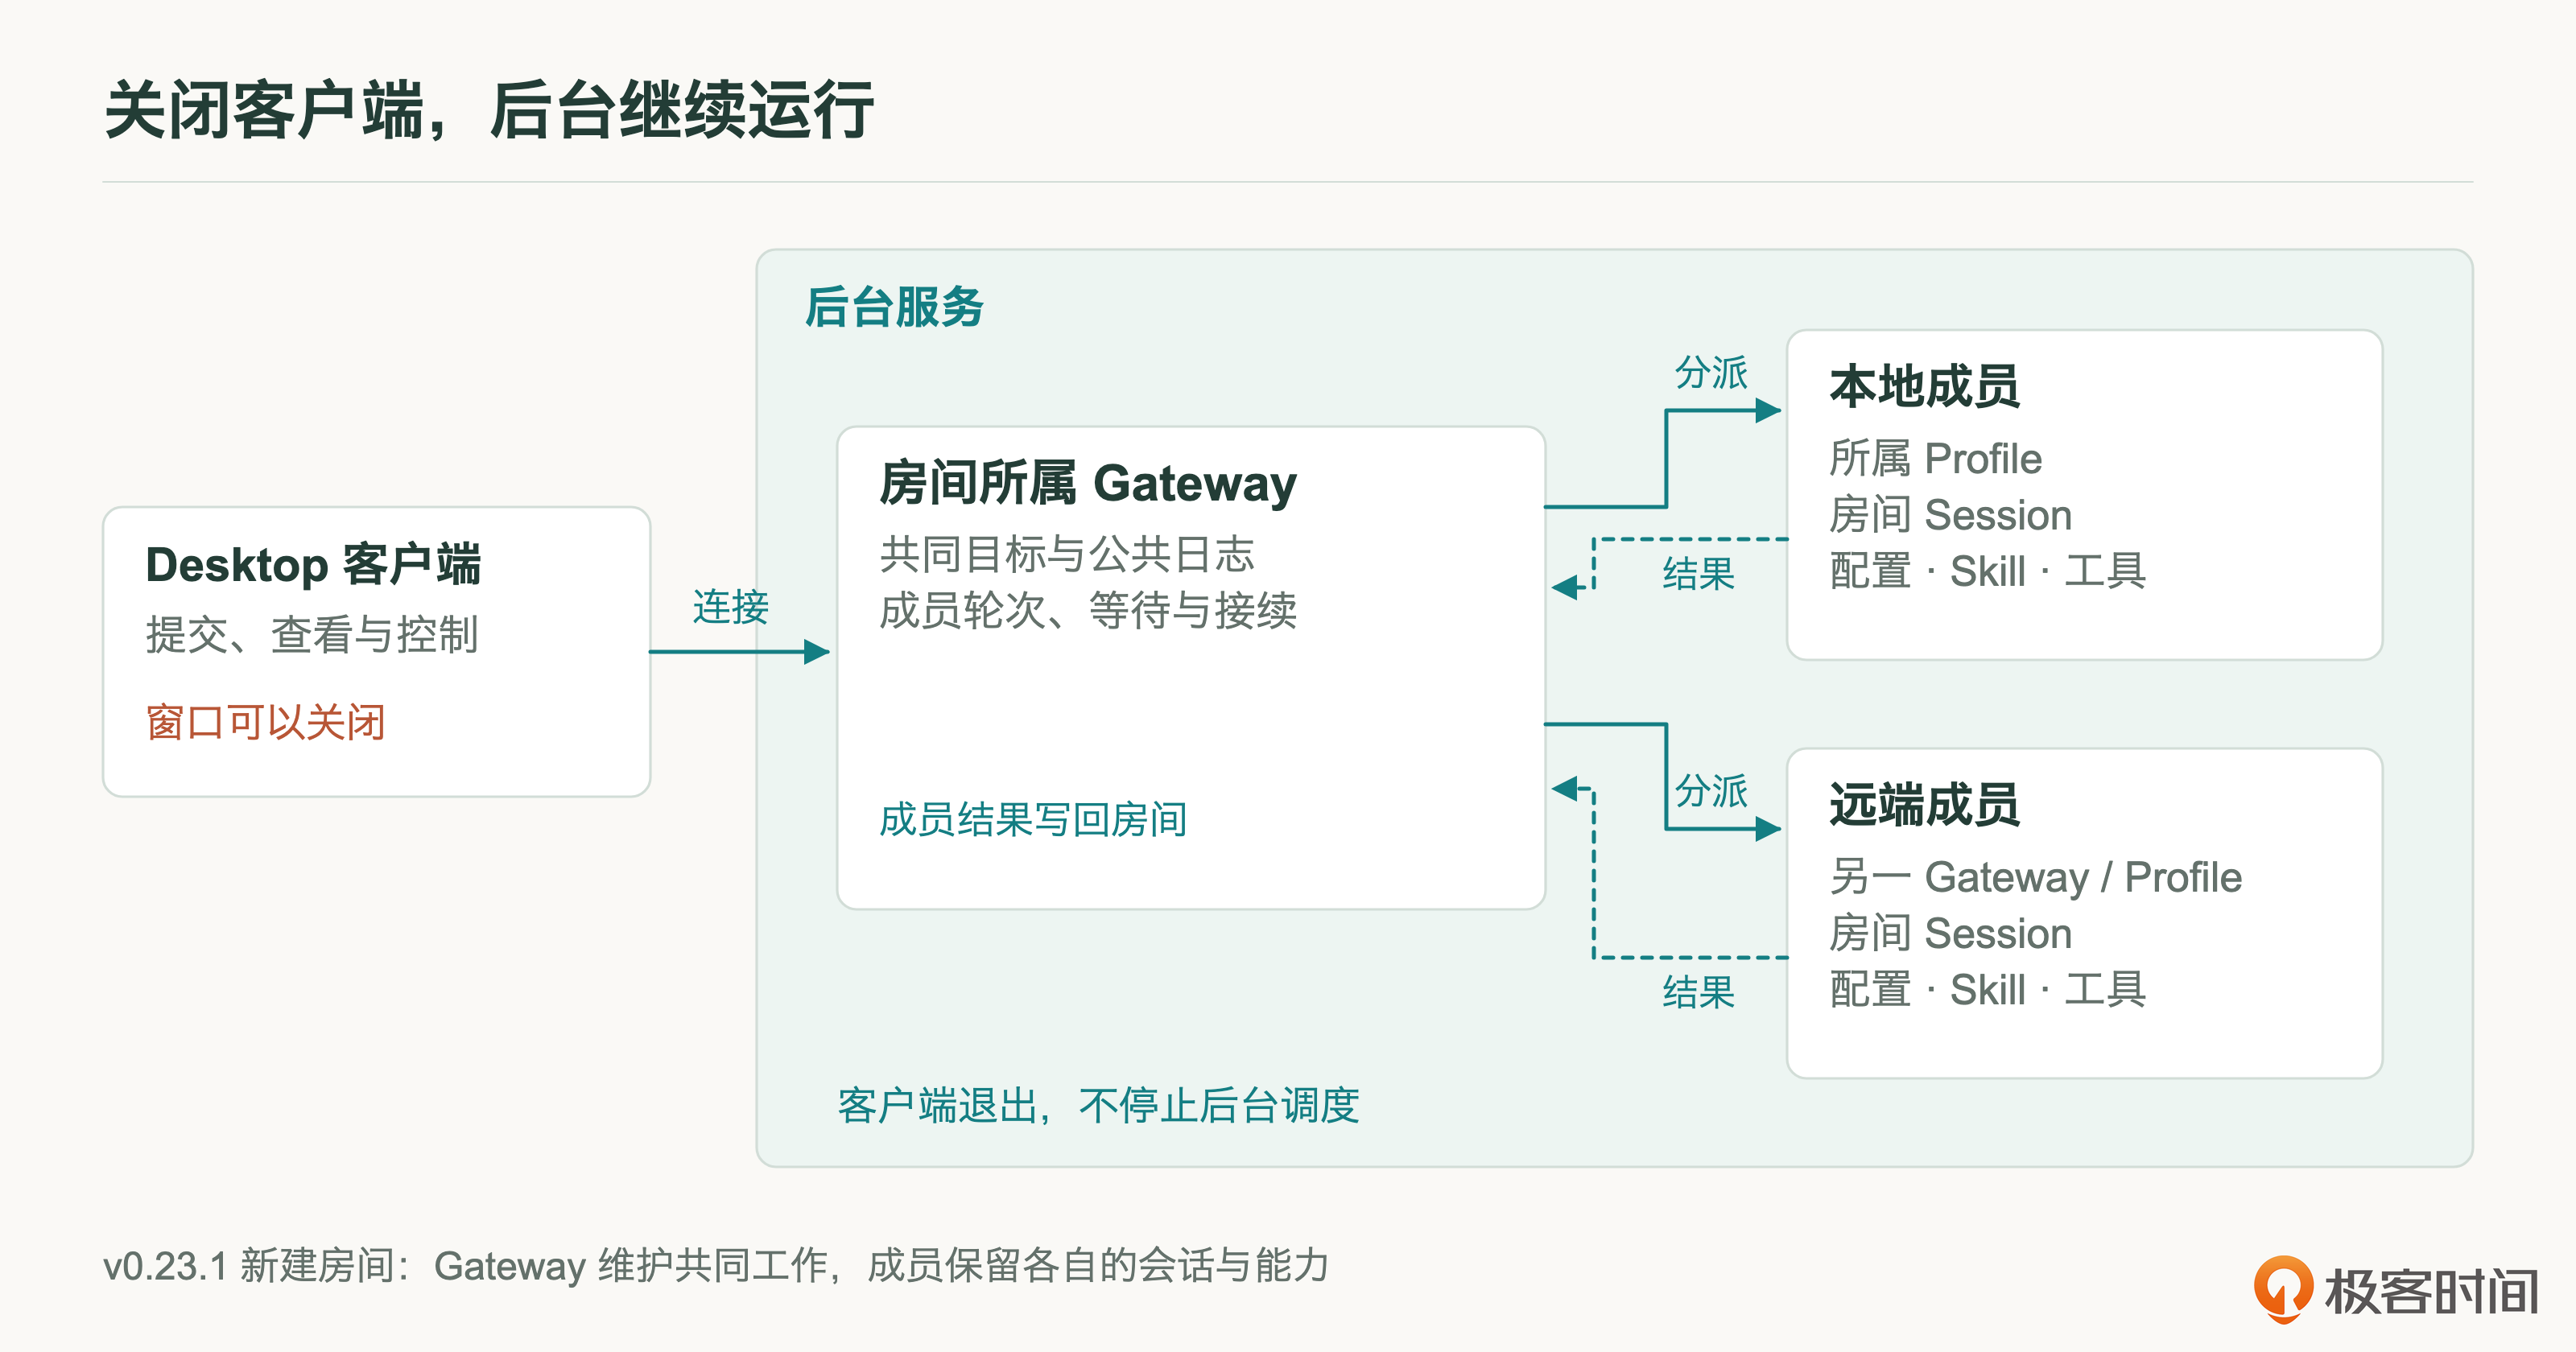 关闭客户端，后台继续运行
后台服务
Desktop 客户端
提交、查看与控制
窗口可以关闭
连接
房间所属 Gateway
共同目标与公共日志
成员轮次、等待与接续
成员结果写回房间
分派
结果
本地成员
所属 Profile
房间 Session
配置 · Skill · 工具
分派
结果
远端成员
另一 Gateway / Profile
房间 Session
配置 · Skill · 工具
客户端退出，不停止后台调度
v0.23.1 新建房间：Gateway 维护共同工作，成员保留各自的会话与能力
极客时间